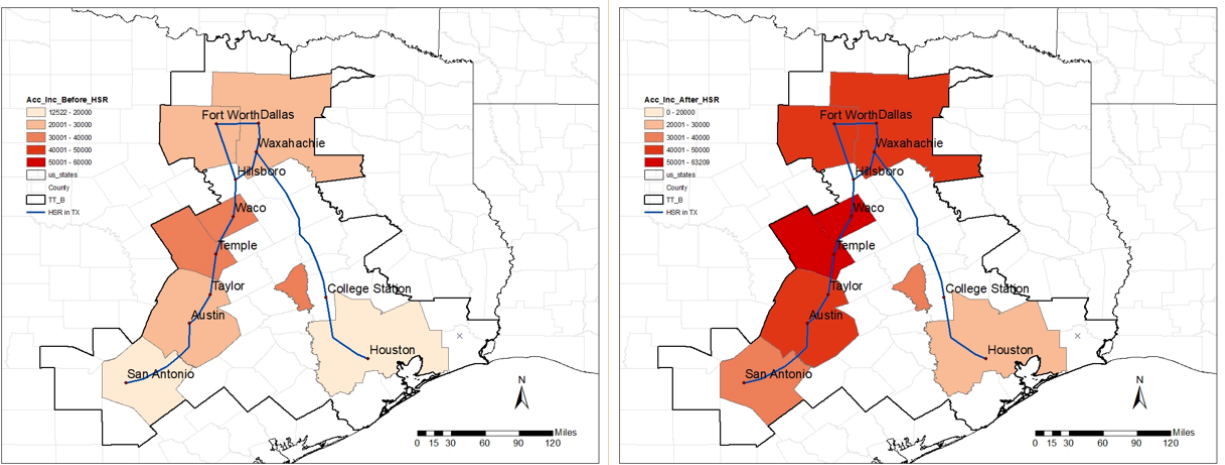 Acc_Inc_Before_HSR
12522 - 20000
20001 - 30000
30001 - 40000
40001 - 50000
50001 - 60000
us_states
County
TT_B
HSR in TX
Fort Worth
Dallas
Waxahachie
Hillsboro
Waco
Temple
Taylor
College Station
Austin
Houston
San Antonio
N
Miles
0 15 30 60 90 120
Acc_Inc_After_HSR
0 - 20000
20001 - 30000
30001 - 40000
40001 - 50000
50001 - 63209
us_states
County
TT_B
HSR in TX
Fort Worth
Dallas
Waxahachie
Hillsboro
Waco
Temple
Taylor
College Station
Austin
Houston
San Antonio
N
Miles
0 15 30 60 90 120